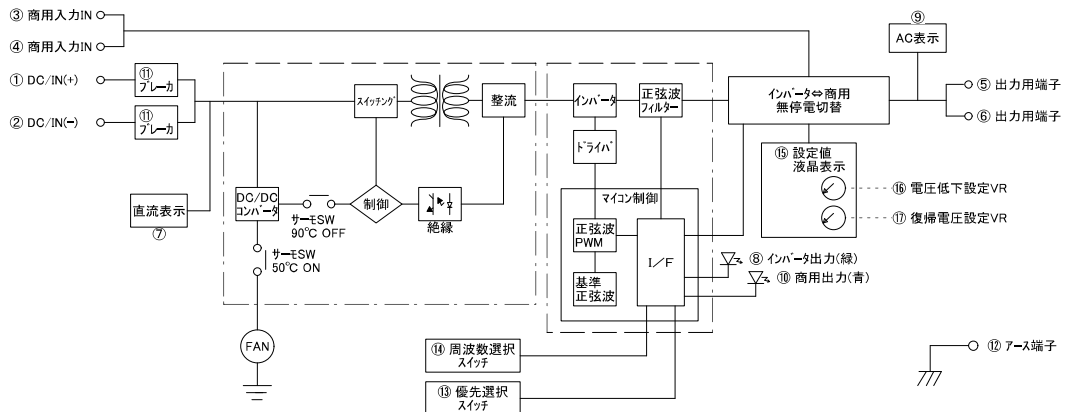 ③ 商用入力IN
④ 商用入力IN
① DC/IN(+)
② DC/IN(-)
⑪
ブレーカ
⑪
ブレーカ
直流表示
⑦
スイッチング
整流
DC/DC
コンバータ
サーモSW
90℃ OFF
制御
絶縁
サーモSW
50℃ ON
FAN
インバータ
正弦波
フィルター
ドライバ
マイコン制御
正弦波
PWM
I/F
基準
正弦波
⑭ 周波数選択
スイッチ
⑬ 優先選択
スイッチ
インバータ⇔商用
無停電切替
⑨
AC表示
⑤ 出力用端子
⑥ 出力用端子
⑮ 設定値
液晶表示
⑯ 電圧低下設定VR
⑰ 復帰電圧設定VR
⑧ インバータ出力(緑)
⑩ 商用出力(青)
⑫ アース端子